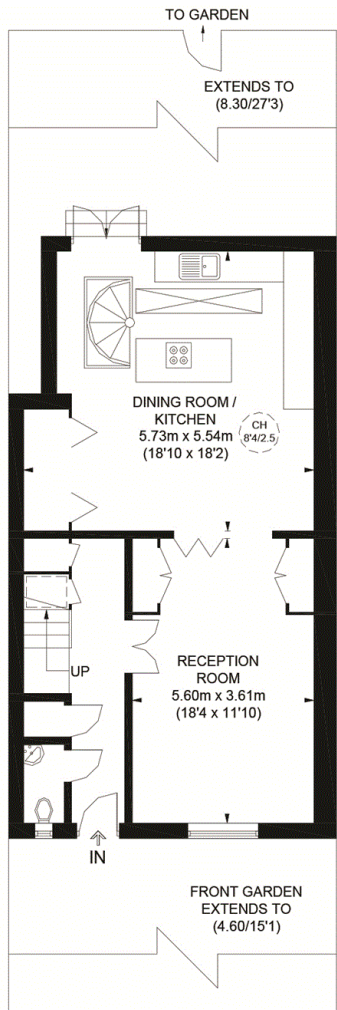 TO GARDEN
EXTENDS TO
(8.30/27'3)
DINING ROOM /
KITCHEN
5.73m x 5.54m
(18'10 x 18'2)
CH
8'4/2.5
UP
RECEPTION
ROOM
5.60m x 3.61m
(18'4 x 11'10)
IN
FRONT GARDEN
EXTENDS TO
(4.60/15'1)